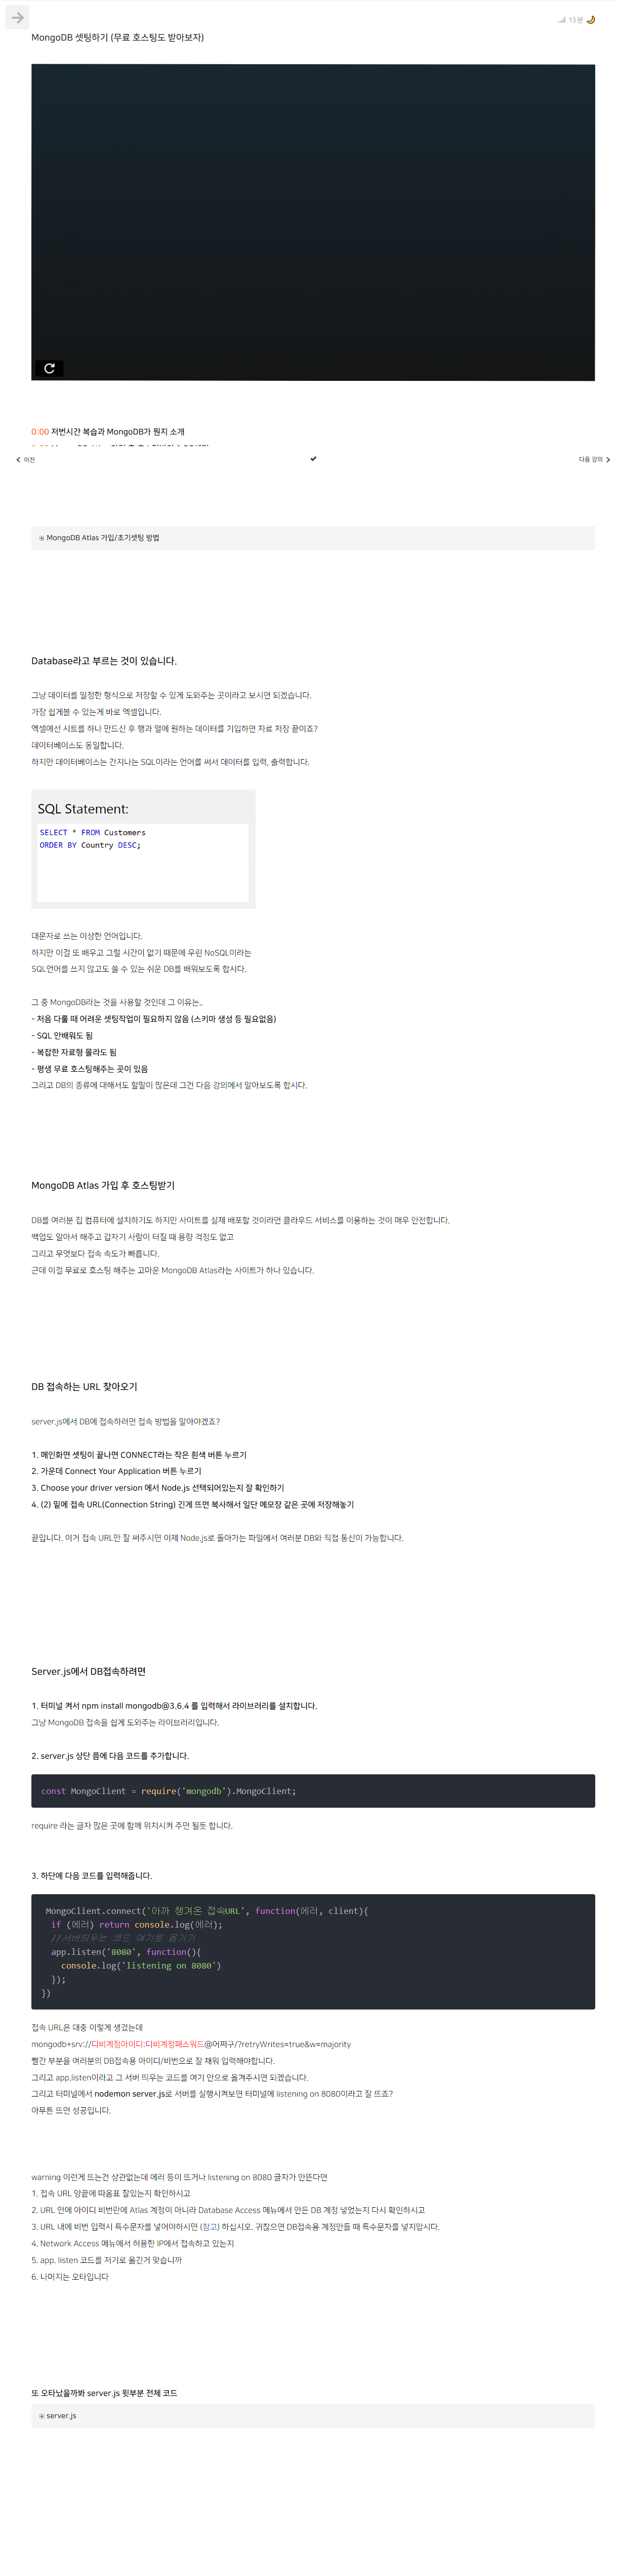 13분
MongoDB 셋팅하기 (무료 호스팅도 받아보자)
0:00 저번시간 복습과 MongoDB가 뭔지 소개
이전
다음 강의
MongoDB Atlas 가입/초기셋팅 방법
Database라고 부르는 것이 있습니다.
그냥 데이터를 일정한 형식으로 저장할 수 있게 도와주는 곳이라고 보시면 되겠습니다.
가장 쉽게볼 수 있는게 바로 엑셀입니다.
엑셀에선 시트를 하나 만드신 후 행과 열에 원하는 데이터를 기입하면 자료 저장 끝이죠?
데이터베이스도 동일합니다.
하지만 데이터베이스는 간지나는 SQL이라는 언어를 써서 데이터를 입력, 출력합니다.
SQL Statement:
SELECT * FROM Customers
ORDER BY Country DESC;
대문자로 쓰는 이상한 언어입니다.
하지만 이걸 또 배우고 그럴 시간이 없기 때문에 우린 NoSQL이라는
SQL언어를 쓰지 않고도 쓸 수 있는 쉬운 DB를 배워보도록 합시다.
그 중 MongoDB라는 것을 사용할 것인데 그 이유는..
- 처음 다룰 때 어려운 셋팅작업이 필요하지 않음 (스키마 생성 등 필요없음)
- SQL 안배워도 됨
- 복잡한 자료형 몰라도 됨
- 평생 무료 호스팅해주는 곳이 있음
그리고 DB의 종류에 대해서도 할말이 많은데 그건 다음 강의에서 알아보도록 합시다.
MongoDB Atlas 가입 후 호스팅받기
DB를 여러분 집 컴퓨터에 설치하기도 하지만 사이트를 실제 배포할 것이라면 클라우드 서비스를 이용하는 것이 매우 안전합니다.
백업도 알아서 해주고 갑자기 사람이 터질 때 용량 걱정도 없고
그리고 무엇보다 접속 속도가 빠릅니다.
근데 이걸 무료로 호스팅 해주는 고마운 MongoDB Atlas라는 사이트가 하나 있습니다.
DB 접속하는 URL 찾아오기
server.js에서 DB에 접속하려면 접속 방법을 알아야겠죠?
1. 메인화면 셋팅이 끝나면 CONNECT라는 작은 흰색 버튼 누르기
2. 가운데 Connect Your Application 버튼 누르기
3. Choose your driver version 에서 Node.js 선택되어있는지 잘 확인하기
4. (2) 밑에 접속 URL(Connection String) 긴게 뜨면 복사해서 일단 메모장 같은 곳에 저장해놓기
끝입니다. 이거 접속 URL만 잘 써주시면 이제 Node.js로 돌아가는 파일에서 여러분 DB와 직접 통신이 가능합니다.
Server.js에서 DB접속하려면
1. 터미널 켜서 npm install mongodb@3.6.4 를 입력해서 라이브러리를 설치합니다.
그냥 MongoDB 접속을 쉽게 도와주는 라이브러리입니다.
2. server.js 상단 쯤에 다음 코드를 추가합니다.
const MongoClient = require('mongodb').MongoClient;
require 라는 글자 많은 곳에 함께 위치시켜 주면 될듯 합니다.
3. 하단에 다음 코드를 입력해줍니다.
MongoClient.connect('아까 챙겨온 접속URL', function(에러, client){
if (에러) return console.log(에러);
//서버띄우는 코드 여기로 옮기기
app.listen('8080', function(){
console.log('listening on 8080')
});
})
접속 URL은 대충 이렇게 생겼는데
mongodb+srv://디비계정아이디:디비계정패스워드@어쩌구/?retryWrites=true&w=majority
빨간 부분을 여러분의 DB접속용 아이디/비번으로 잘 채워 입력해야합니다.
그리고 app.listen이라고 그 서버 띄우는 코드를 여기 안으로 옮겨주시면 되겠습니다.
그리고 터미널에서 nodemon server.js로 서버를 실행시켜보면 터미널에 listening on 8080이라고 잘 뜨죠?
아무튼 뜨면 성공입니다.
warning 이런게 뜨는건 상관없는데 에러 등이 뜨거나 listening on 8080 글자가 안뜬다면
1. 접속 URL 양끝에 따옴표 잘있는지 확인하시고
2. URL 안에 아이디 비번란에 Atlas 계정이 아니라 Database Access 메뉴에서 만든 DB 계정 넣었는지 다시 확인하시고
3. URL 내에 비번 입력시 특수문자를 넣어야하시면 (참고) 하십시오. 귀찮으면 DB접속용 계정만들 때 특수문자를 넣지맙시다.
4. Network Access 메뉴에서 허용한 IP에서 접속하고 있는지
5. app. listen 코드를 저기로 옮긴거 맞습니까
6. 나머지는 오타입니다
또 오타났을까봐 server.js 윗부분 전체 코드
server.js